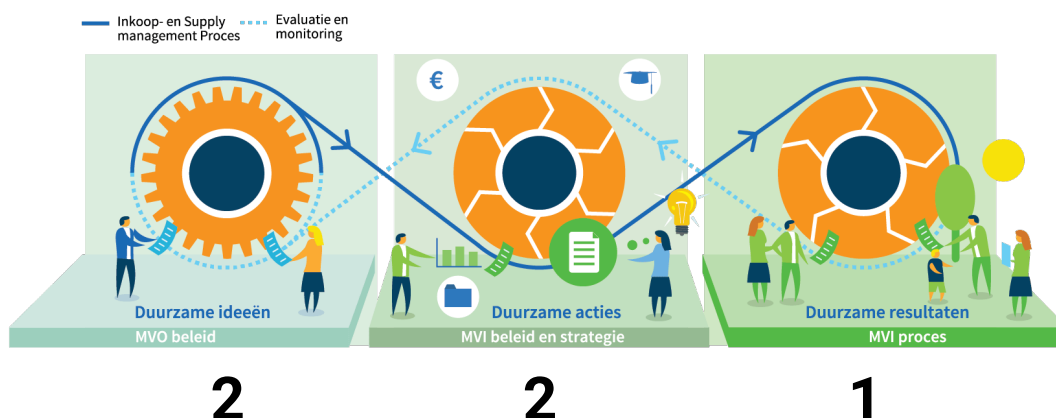 Inkoop- en Supply
management Proces
Evaluatie en
monitoring
€
Duurzame ideeën
Duurzame acties
Duurzame resultaten
MVO beleid
MVI beleid en strategie
MVI proces
2
2
1